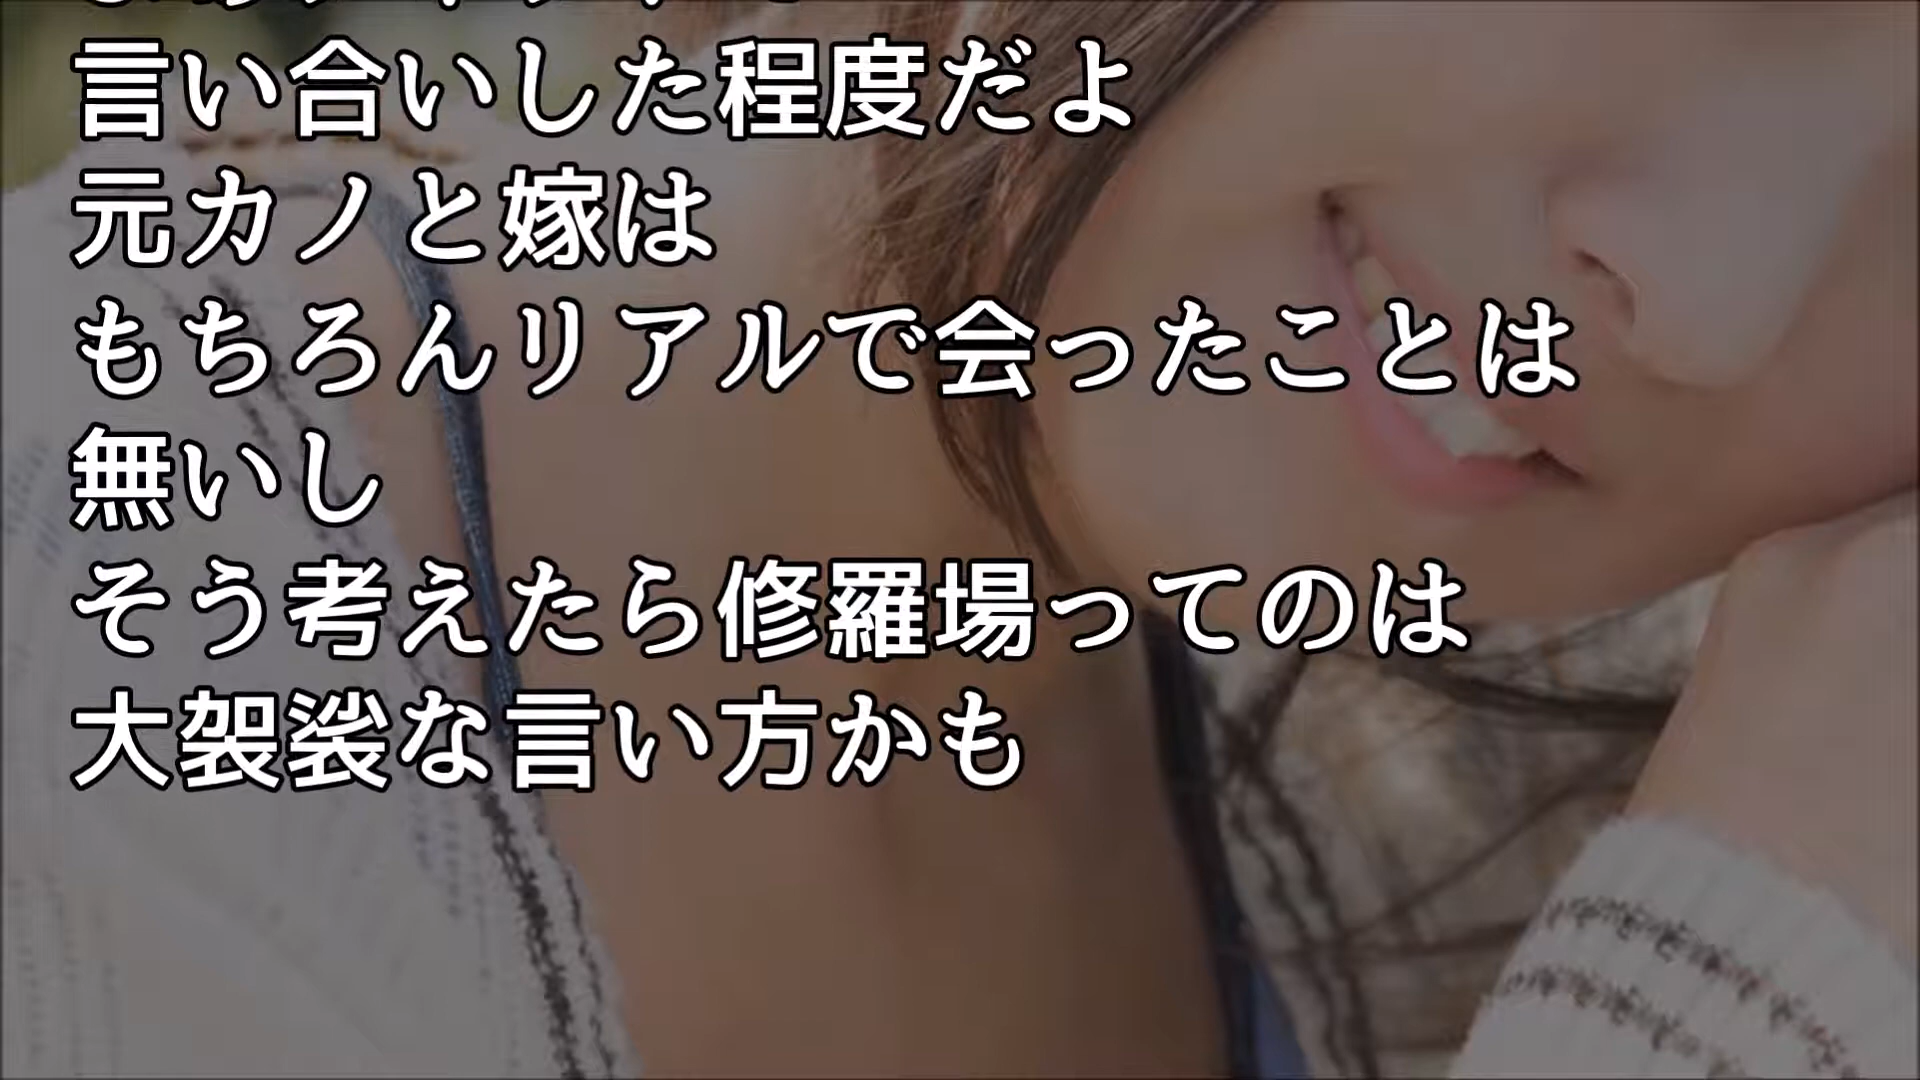 言い合いした程度だよ
元カノと嫁は
もちろんリアルで会ったことは
無いし
そう考えたら修羅場ってのは
大袈裟な言い方かも